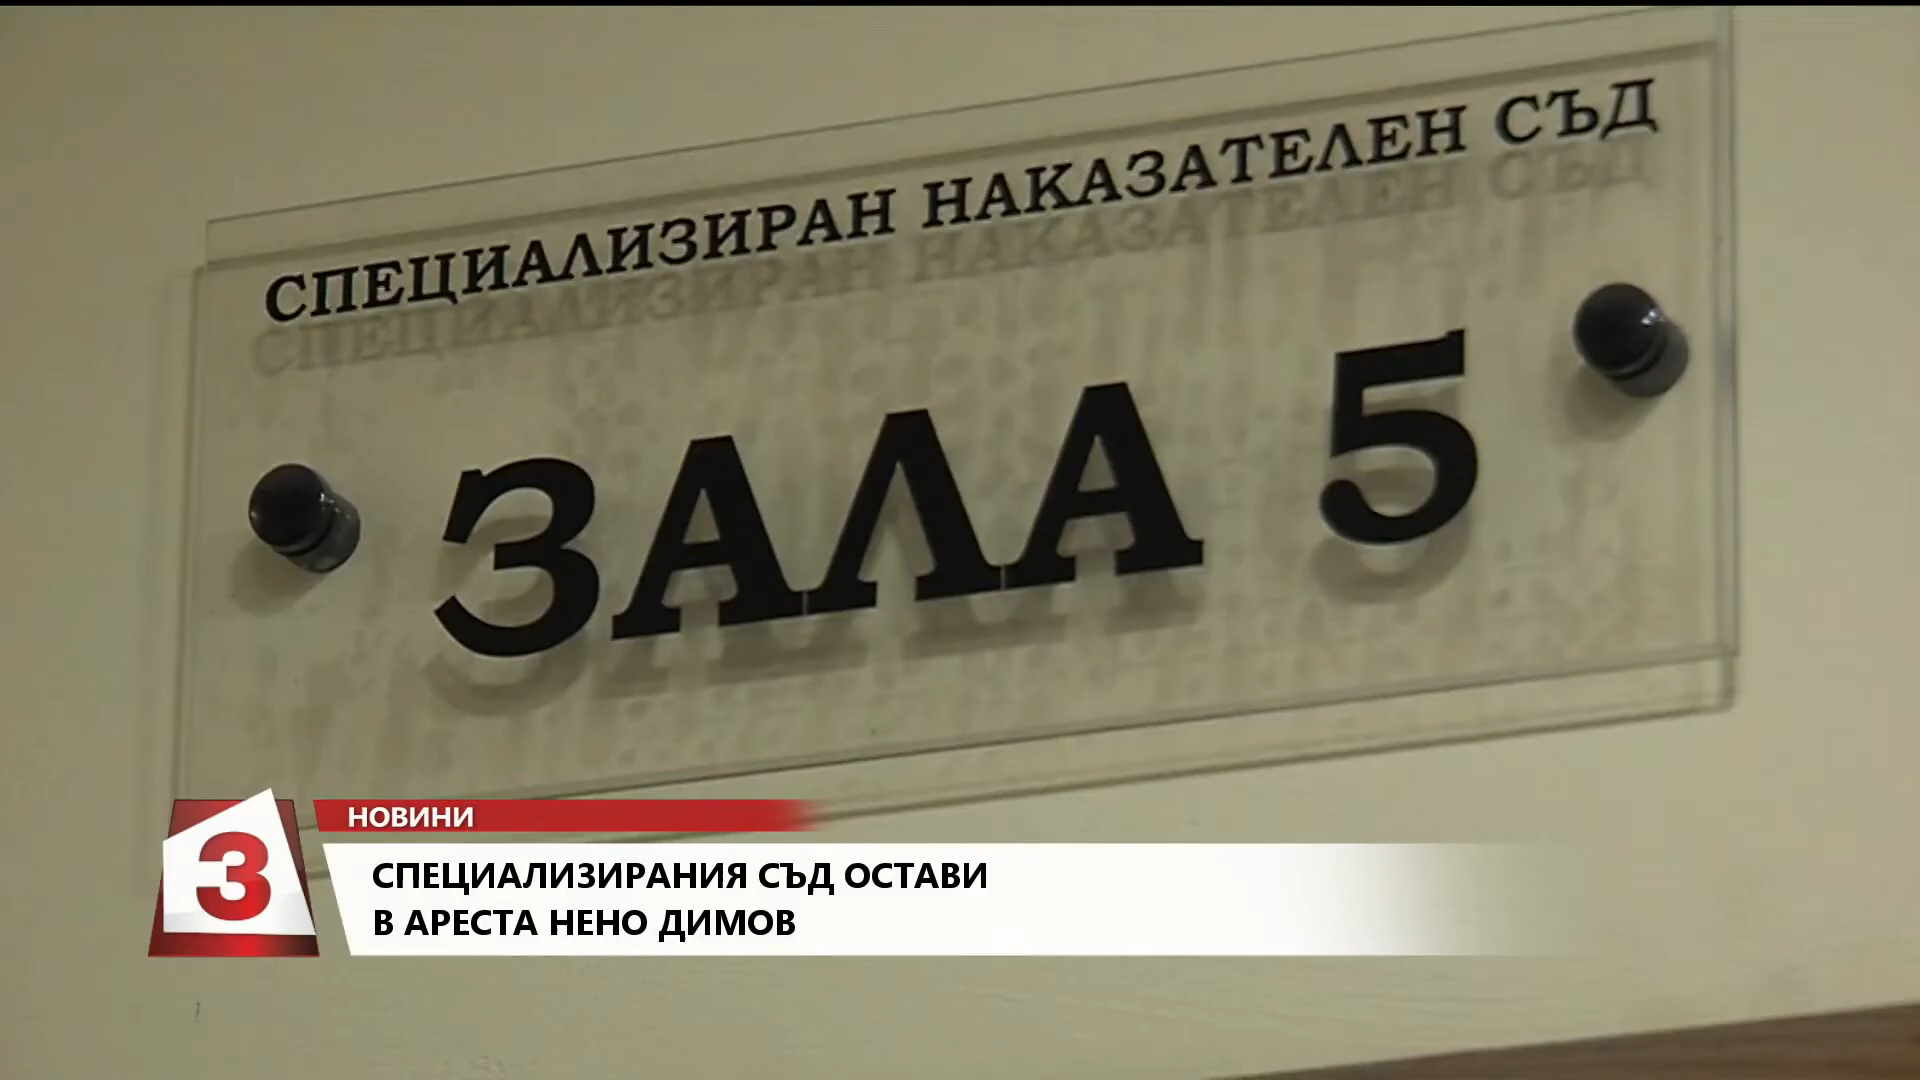 СПЕЦИАЛИЗИРАН НАКАЗАТЕЛЕН СЪД
ЗАЛА 5
3
НОВИНИ
СПЕЦИАЛИЗИРАНИЯ СЪД ОСТАВИ
В АРЕСТА НЕНО ДИМОВ